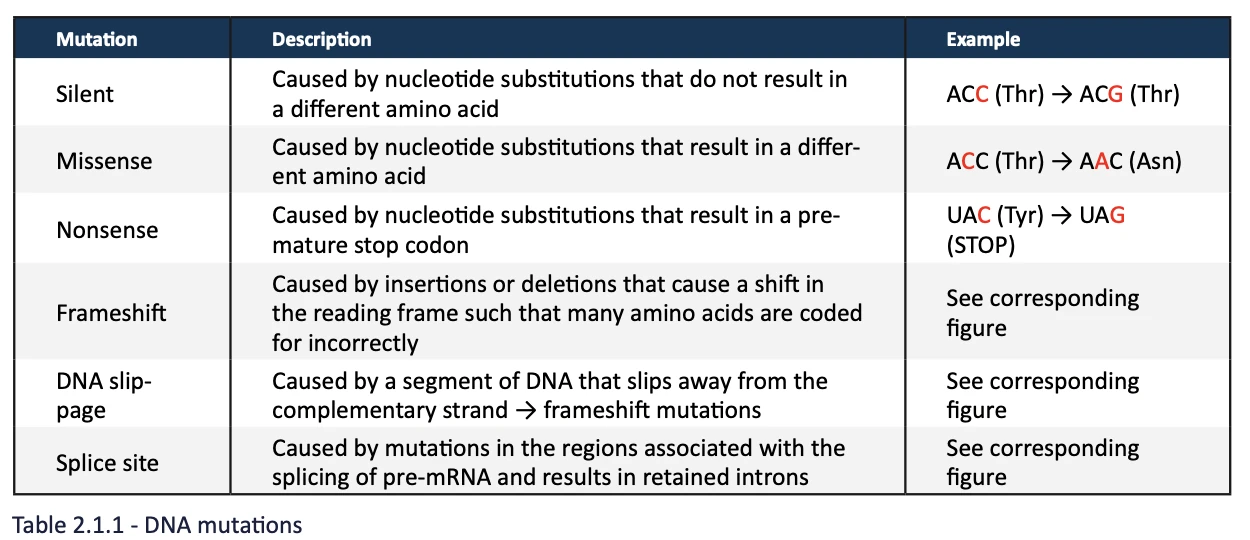 Mutation Description Example
Silent
Caused by nucleotide substitutions that do not result in
a different amino acid
ACC (Thr) → ACG (Thr)
Missense
Caused by nucleotide substitutions that result in a differ-
ent amino acid
ACC (Thr) → AAC (Asn)
Nonsense
Caused by nucleotide substitutions that result in a pre-
mature stop codon
UAC (Tyr) → UAG
(STOP)
Frameshift
Caused by insertions or deletions that cause a shift in
the reading frame such that many amino acids are coded
for incorrectly
See corresponding
figure
DNA slip-
page
Caused by a segment of DNA that slips away from the
complementary strand → frameshift mutations
See corresponding
figure
Splice site
Caused by mutations in the regions associated with the
splicing of pre-mRNA and results in retained introns
See corresponding
figure
Table 2.1.1 - DNA mutations